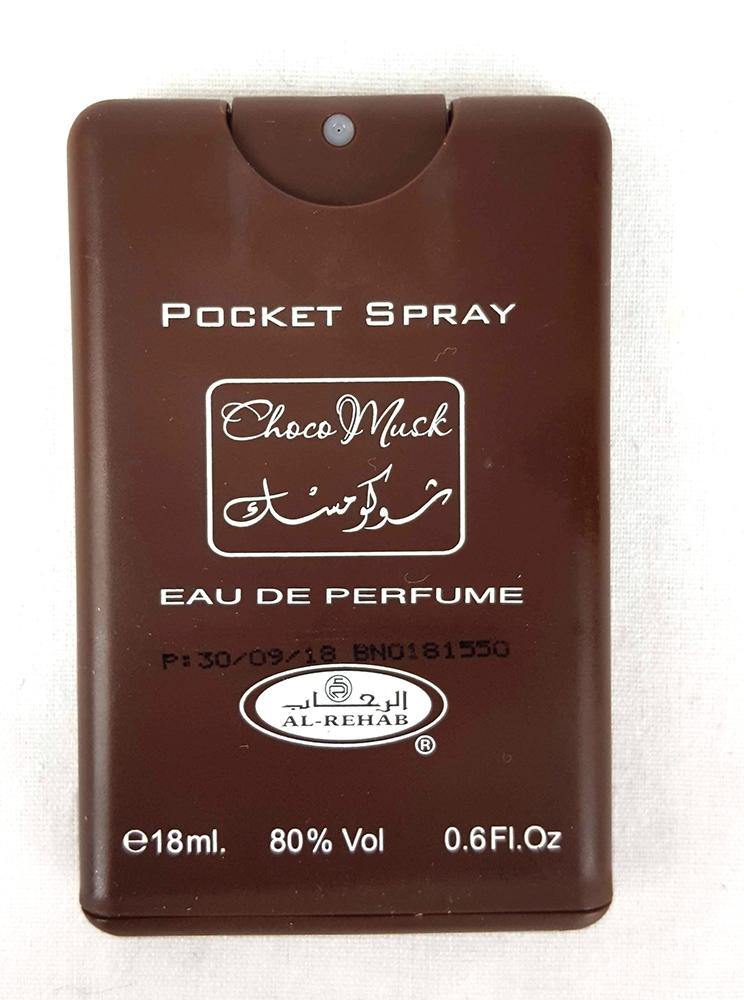 POCKET SPRAY
Choco Musk
شوكو مسك
EAU DE PERFUME
P:30/09/18 BN0181550
الرحاب
AL-REHAB
®
℮18ml. 80% Vol 0.6Fl.Oz